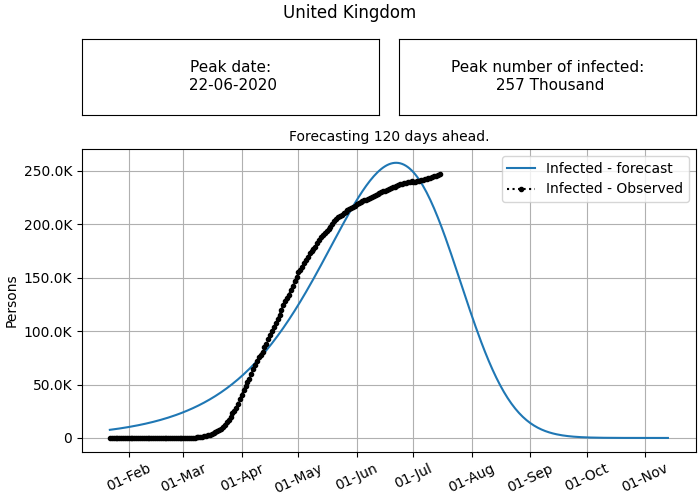 United Kingdom
Peak date:
22-06-2020
Peak number of infected:
257 Thousand
Forecasting 120 days ahead.
Infected - forecast
Infected - Observed
250.0K
200.0K
150.0K
100.0K
50.0K
0
Persons
01-Feb
01-Mar
01-Apr
01-May
01-Jun
01-Jul
01-Aug
01-Sep
01-Oct
01-Nov